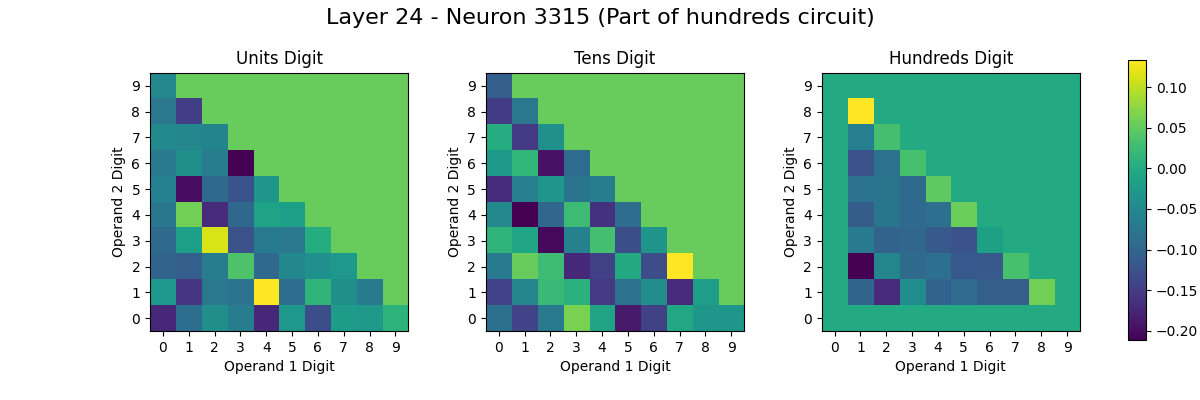 Layer 24 - Neuron 3315 (Part of hundreds circuit)
Units Digit
Tens Digit
Hundreds Digit
Operand 2 Digit
9
8
7
6
5
4
3
2
1
0
0 1 2 3 4 5 6 7 8 9
Operand 1 Digit
Operand 2 Digit
9
8
7
6
5
4
3
2
1
0
0 1 2 3 4 5 6 7 8 9
Operand 1 Digit
Operand 2 Digit
9
8
7
6
5
4
3
2
1
0
0 1 2 3 4 5 6 7 8 9
Operand 1 Digit
0.10
0.05
0.00
−0.05
−0.10
−0.15
−0.20